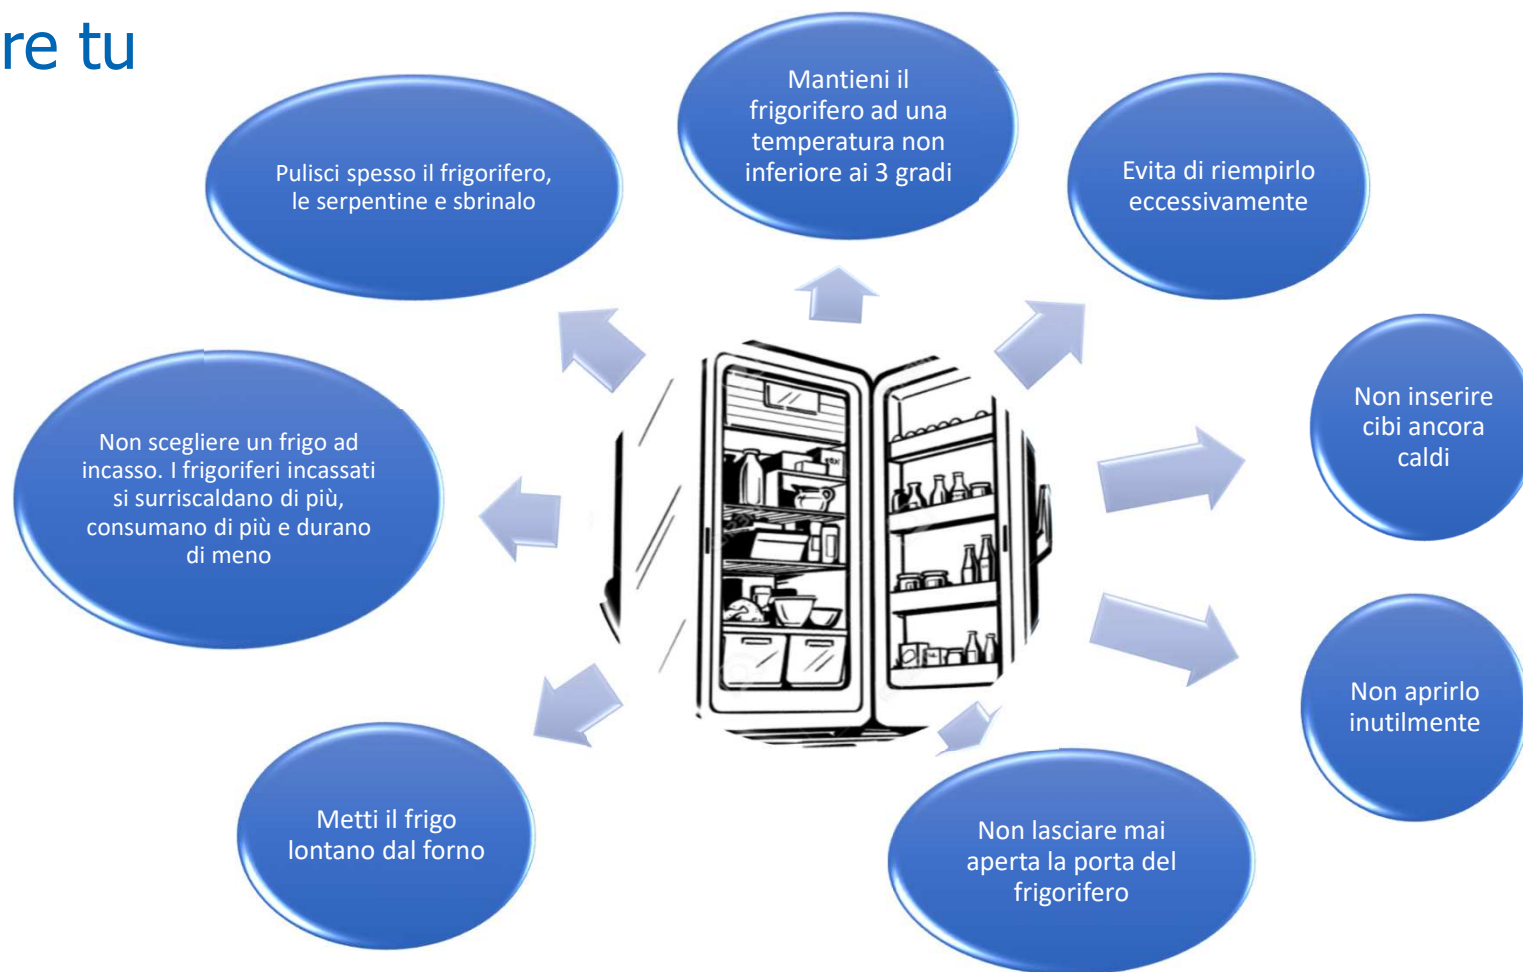 re tu
Mantieni il
frigorifero ad una
temperatura non
inferiore ai 3 gradi
Evita di riempirlo
eccessivamente
Non inserire
cibi ancora
caldi
Non aprirlo
inutilmente
Non lasciare mai
aperta la porta del
frigorifero
Metti il frigo
lontano dal forno
Non scegliere un frigo ad
incasso. I frigoriferi incassati
si surriscaldano di più,
consumano di più e durano
di meno
Pulisci spesso il frigorifero,
le serpentine e sbrinalo